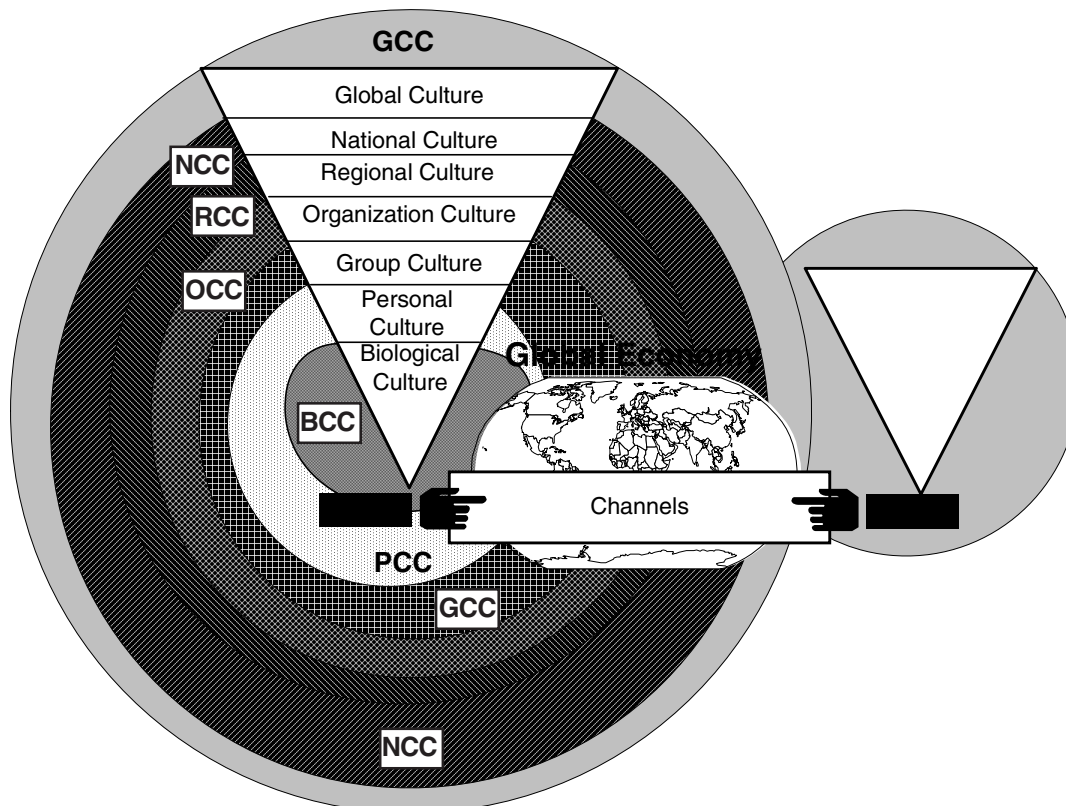 GCC
Global Culture
National Culture
NCC
Regional Culture
RCC
Organization Culture
Group Culture
OCC
Personal
Culture
Biological
Culture
Global Economy
BCC
Channels
PCC
GCC
NCC